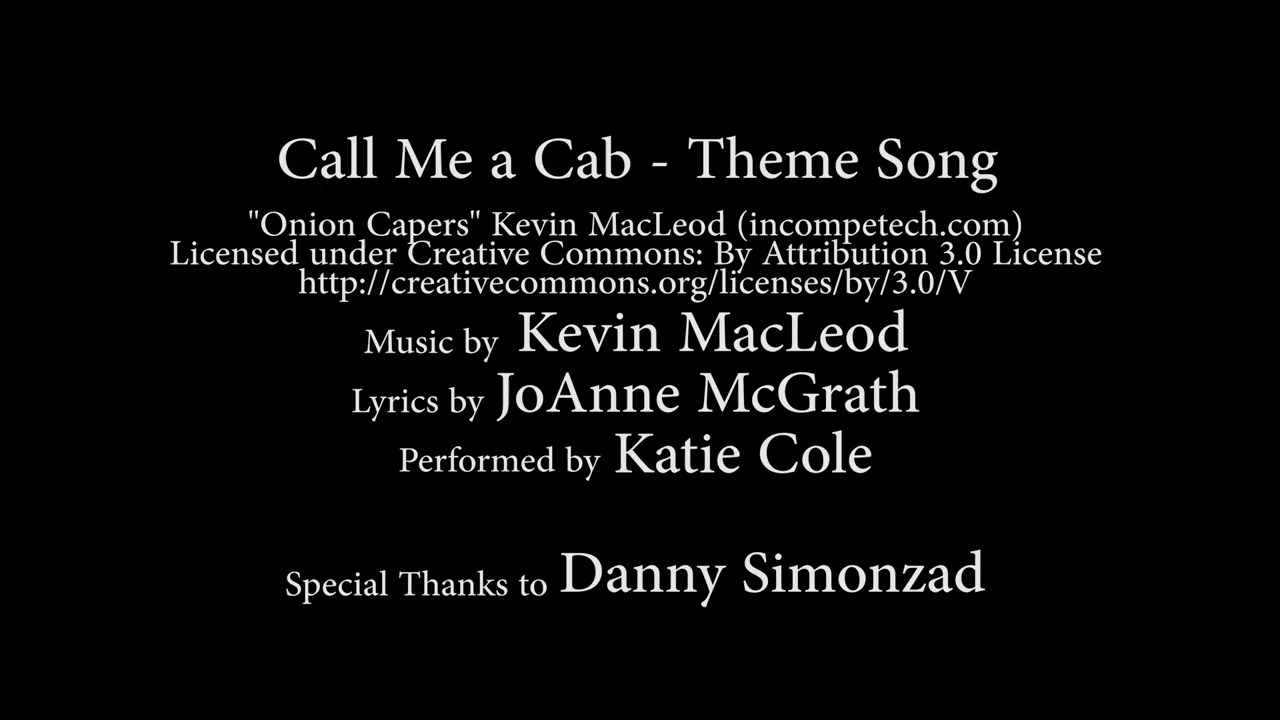 Call Me a Cab - Theme Song
"Onion Capers" Kevin MacLeod (incompetech.com)
Licensed under Creative Commons: By Attribution 3.0 License
http://creativecommons.org/licenses/by/3.0/V
Music by Kevin MacLeod
Lyrics by JoAnne McGrath
Performed by Katie Cole
Special Thanks to Danny Simonzad